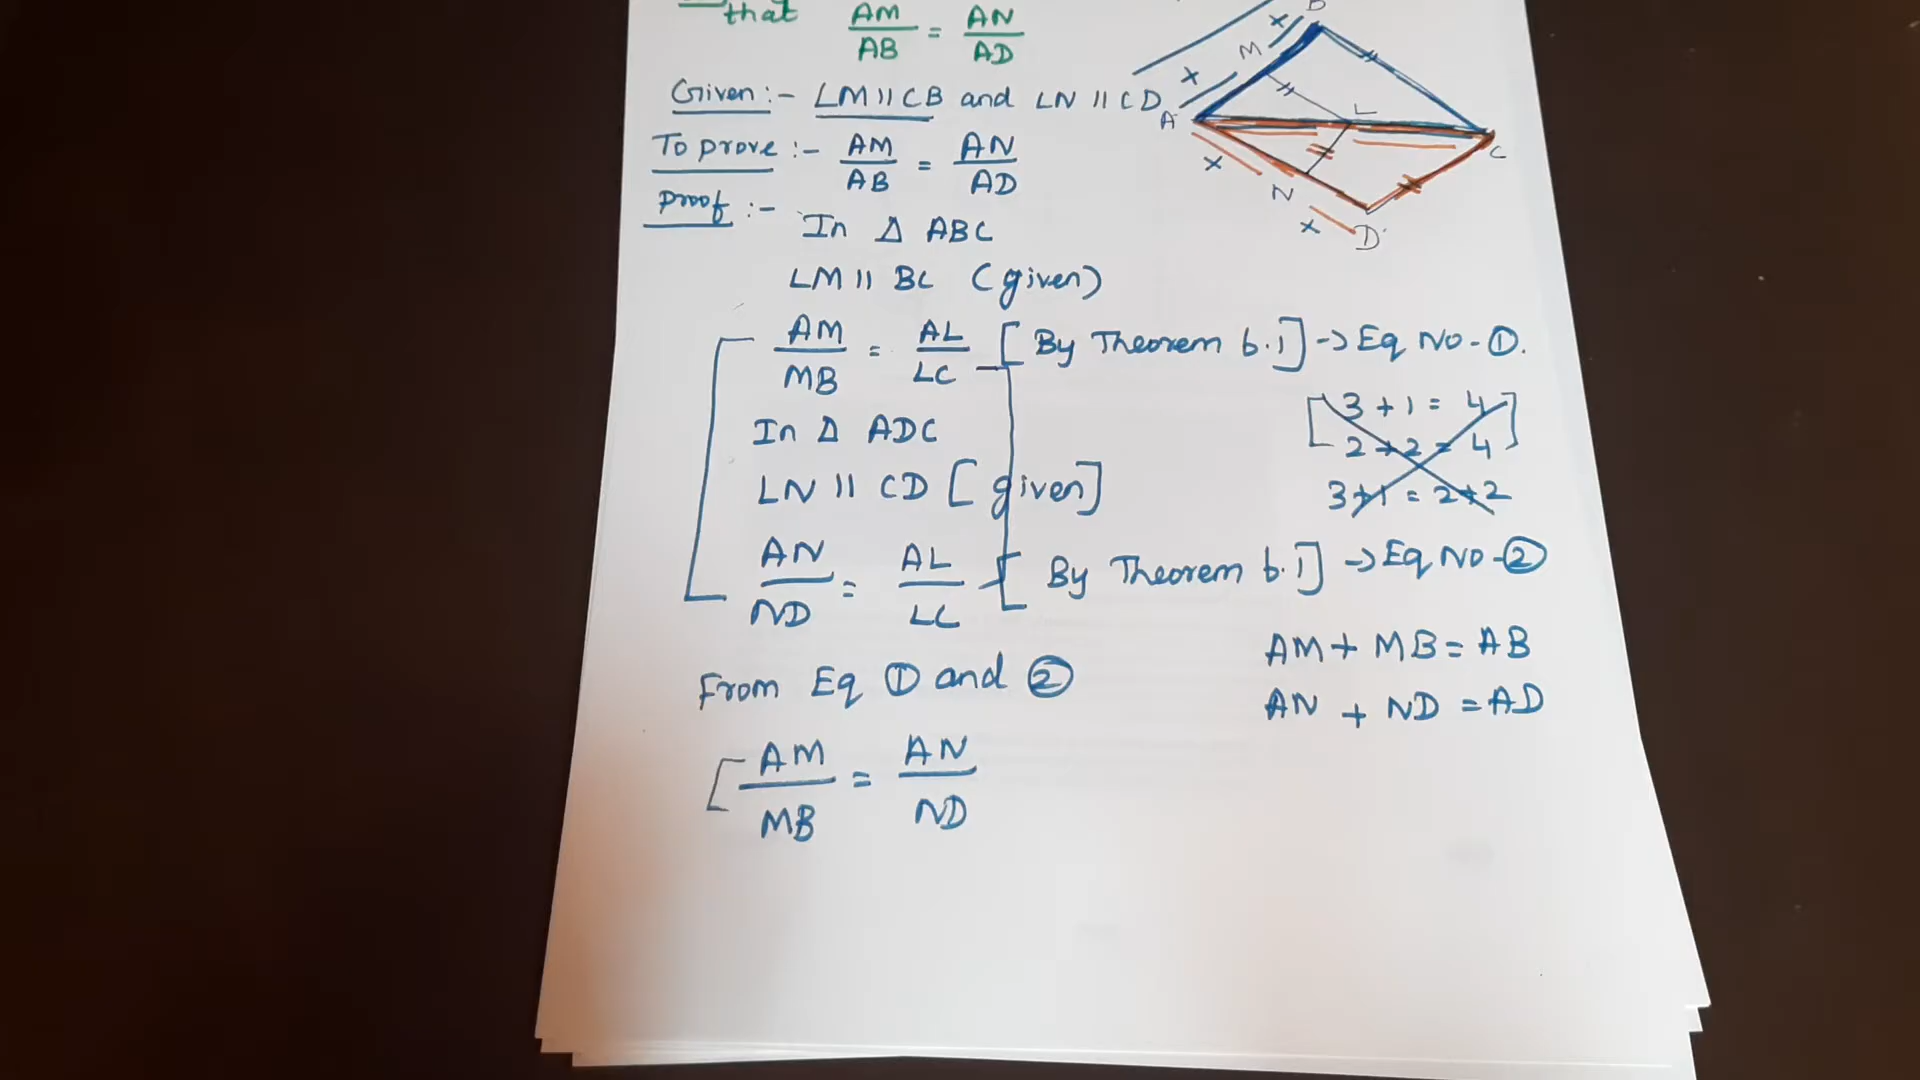 that AM/AB = AN/AD
Given :- LM || CB and LN || CD
To prove :- AM/AB = AN/AD
Proof :-
In Δ ABC
LM || BC (given)
AM/MB = AL/LC [By Theorem 6.1] → Eq No - ①.
In Δ ADC
LN || CD [given]
AN/ND = AL/LC [By Theorem 6.1] → Eq No - ②
From Eq ① and ②
AM/MB = AN/ND
3 + 1 = 4
2 + 2 = 4
3 + 1 = 2 + 2
AM + MB = AB
AN + ND = AD
x
M
x
A
L
C
x
N
x
D